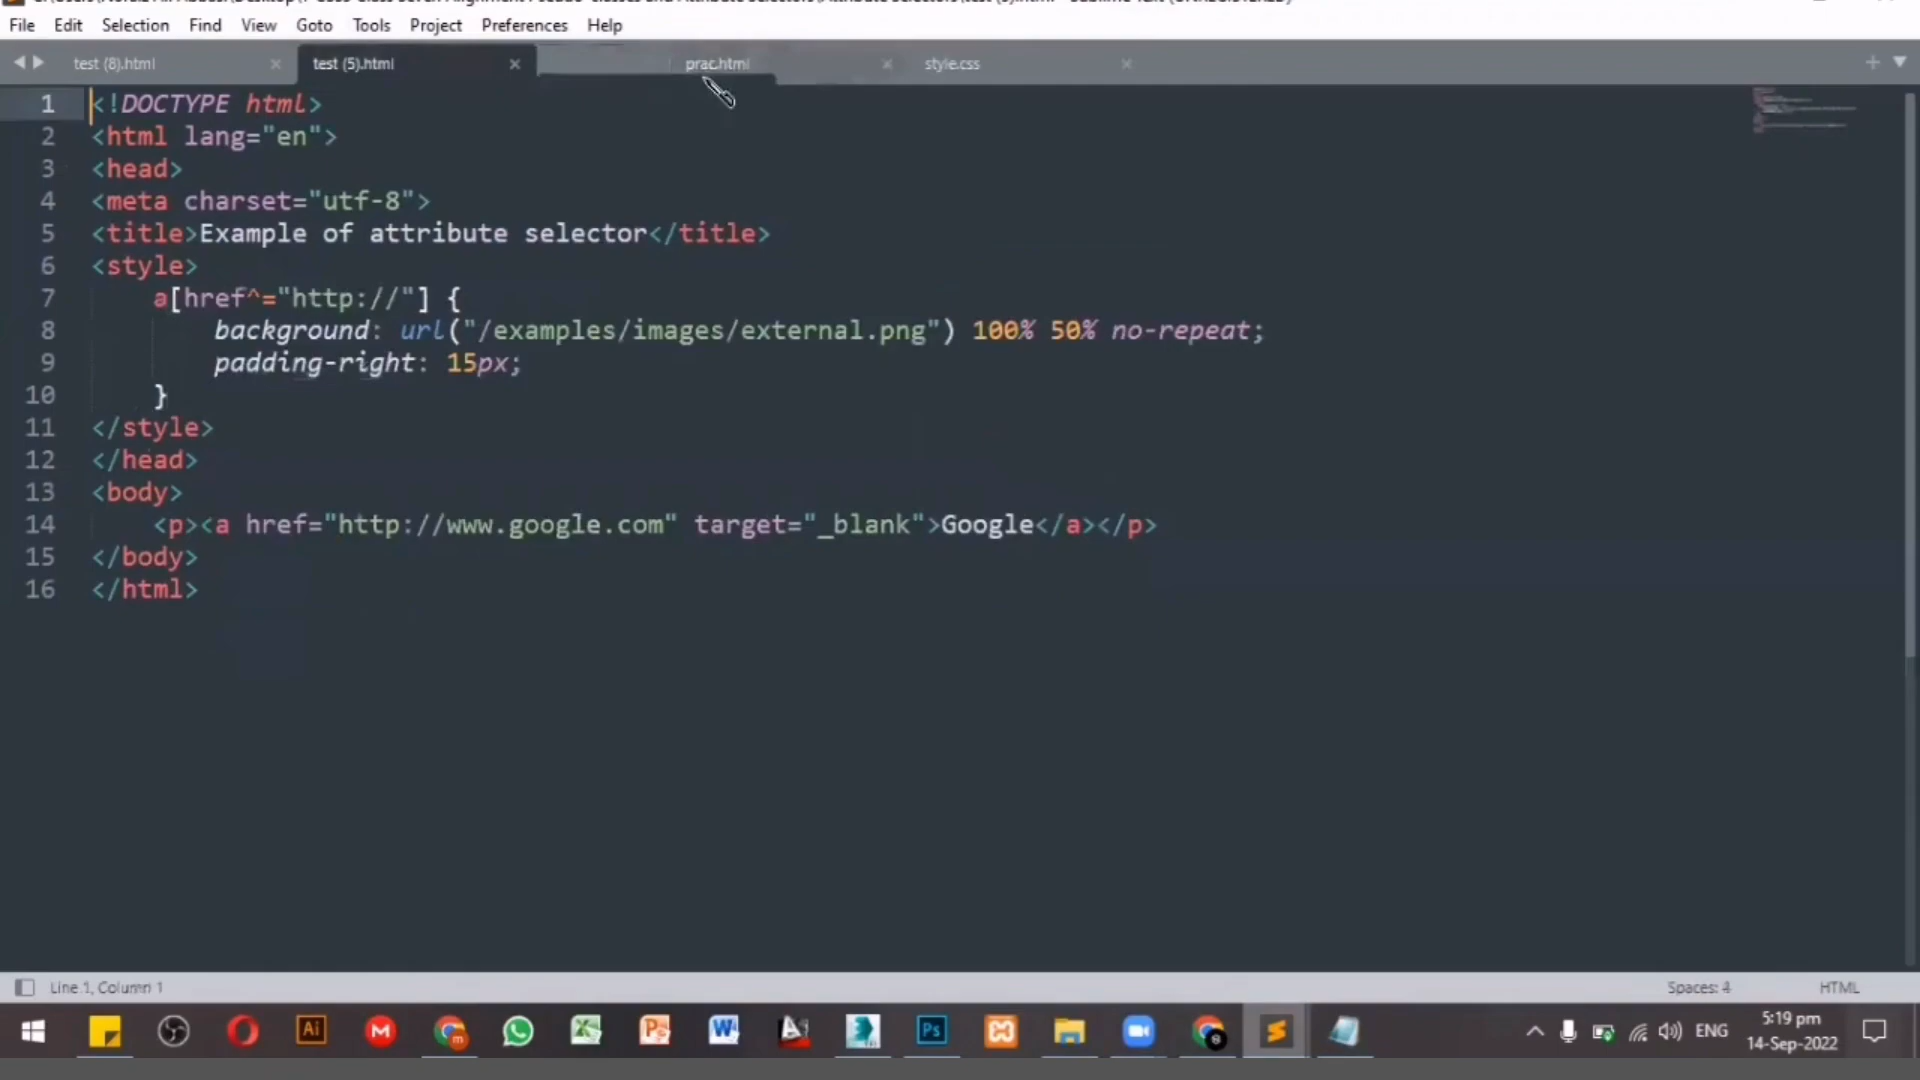 File Edit Selection Find View Goto Tools Project Preferences Help
test (8).html test (5).html prac.html style.css
1 <!DOCTYPE html>
2 <html lang="en">
3 <head>
4 <meta charset="utf-8">
5 <title>Example of attribute selector</title>
6 <style>
7 a[href^="http://"] {
8 background: url("/examples/images/external.png") 100% 50% no-repeat;
9 padding-right: 15px;
10 }
11 </style>
12 </head>
13 <body>
14 <p><a href="http://www.google.com" target="_blank">Google</a></p>
15 </body>
16 </html>
Line 1, Column 1 Spaces: 4 HTML
Ai Ps ENG
5:19 pm
14-Sep-2022